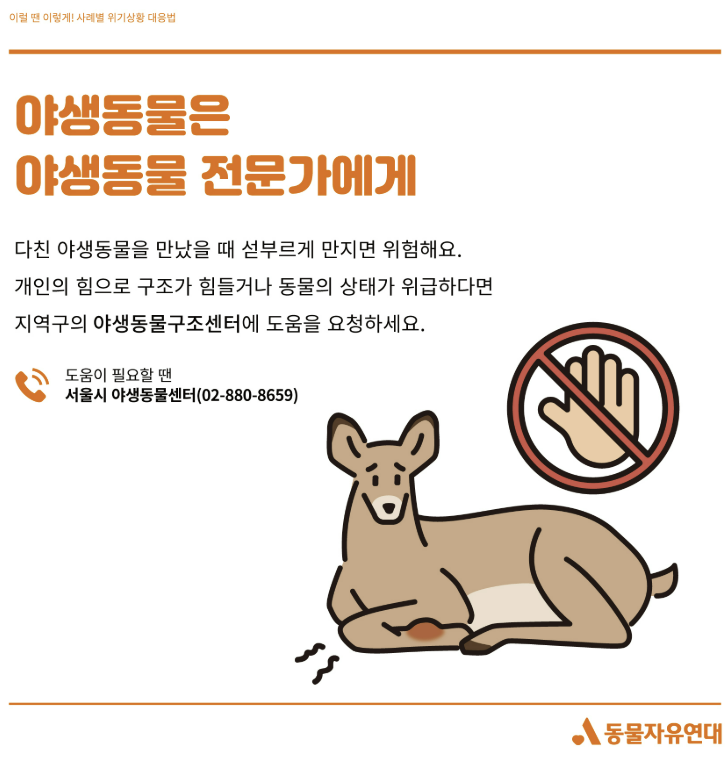 이럴 땐 이렇게! 사례별 위기상황 대응법
야생동물은
야생동물 전문가에게
다친 야생동물을 만났을 때 섣부르게 만지면 위험해요.
개인의 힘으로 구조가 힘들거나 동물의 상태가 위급하다면
지역구의 야생동물구조센터에 도움을 요청하세요.
도움이 필요할 땐
서울시 야생동물센터(02-880-8659)
동물자유연대